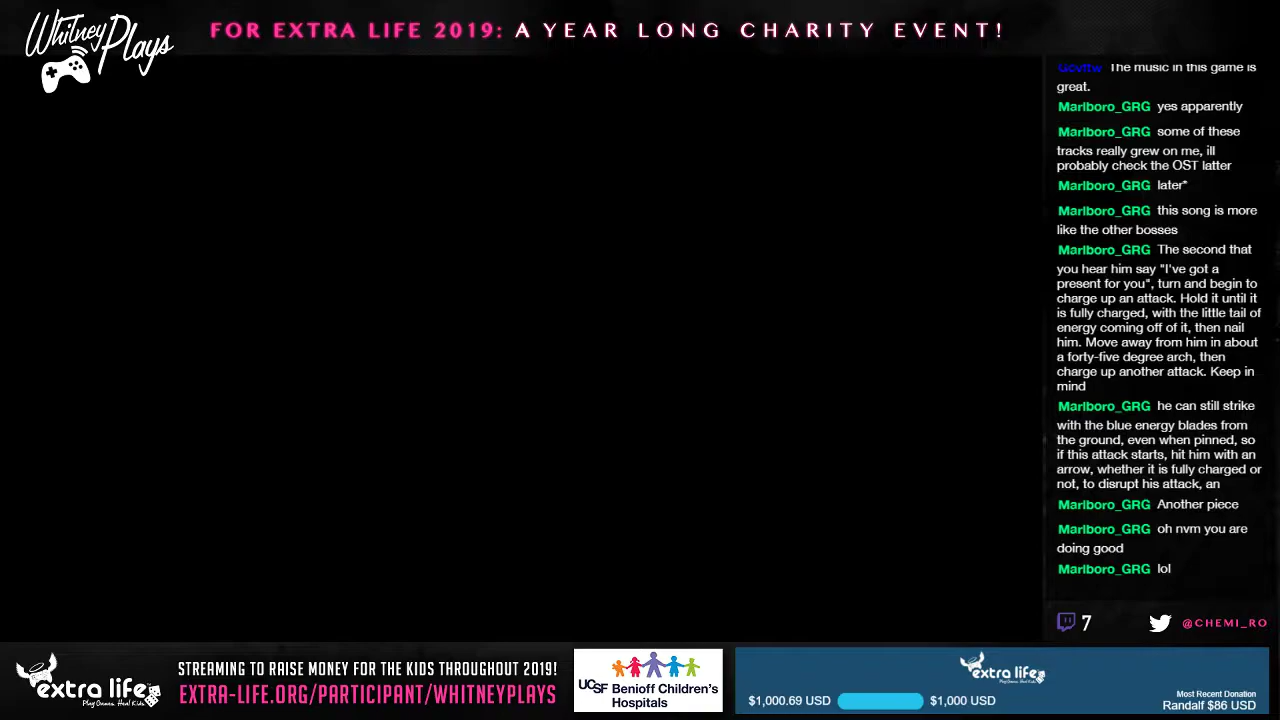 Whitney Plays
FOR EXTRA LIFE 2019: A YEAR LONG CHARITY EVENT!
The music in this game is
great.
Marlboro_GRG yes apparently
Marlboro_GRG some of these
tracks really grew on me, ill
probably check the OST latter
Marlboro_GRG later*
Marlboro_GRG this song is more
like the other bosses
Marlboro_GRG The second that
you hear him say "I've got a
present for you", turn and begin to
charge up an attack. Hold it until it
is fully charged, with the little tail of
energy coming off of it, then nail
him. Move away from him in about
a forty-five degree arch, then
charge up another attack. Keep in
mind
Marlboro_GRG he can still strike
with the blue energy blades from
the ground, even when pinned, so
if this attack starts, hit him with an
arrow, whether it is fully charged or
not, to disrupt his attack, an
Marlboro_GRG Another piece
Marlboro_GRG oh nvm you are
doing good
Marlboro_GRG lol
7
@CHEMI_RO
extra life
Play Games. Heal Kids.
STREAMING TO RAISE MONEY FOR THE KIDS THROUGHOUT 2019!
EXTRA-LIFE.ORG/PARTICIPANT/WHITNEYPLAYS
UCSF Benioff Children's
Hospitals
extra life
Play Games. Heal Kids.
$1,000.69 USD
$1,000 USD
Most Recent Donation
Randalf $86 USD